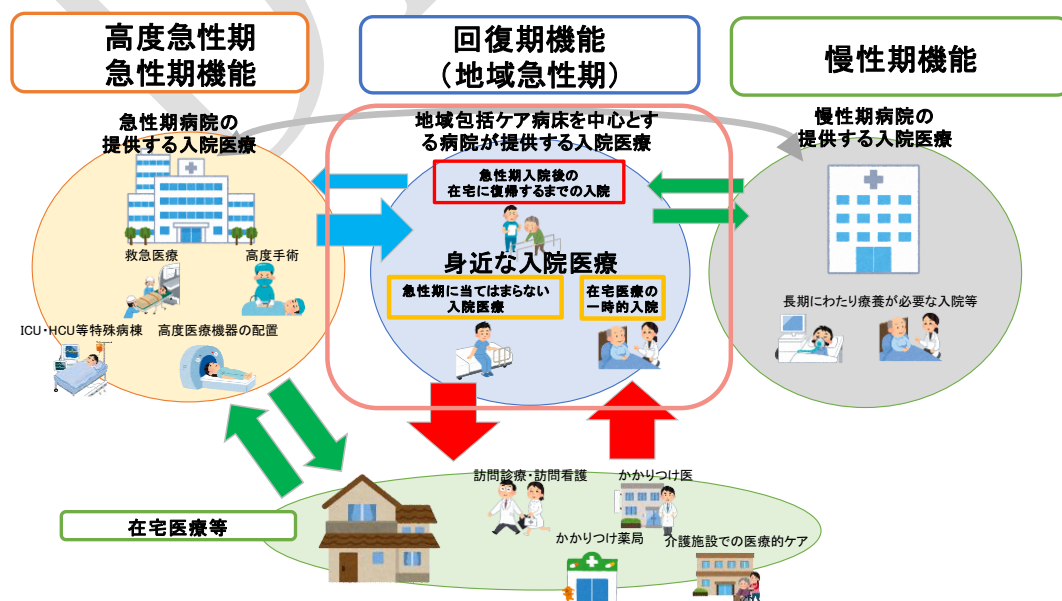 高度急性期
急性期機能
回復期機能
（地域急性期）
慢性期機能
急性期病院の
提供する入院医療
地域包括ケア病床を中心とす
る病院が提供する入院医療
慢性期病院の
提供する入院医療
急性期入院後の
在宅に復帰するまでの入院
救急医療
高度手術
身近な入院医療
急性期に当てはまらない
入院医療
在宅医療の
一時的入院
長期にわたり療養が必要な入院等
ICU・HCU等特殊病棟
高度医療機器の配置
訪問診療・訪問看護
かかりつけ医
在宅医療等
かかりつけ薬局
介護施設での医療的ケア